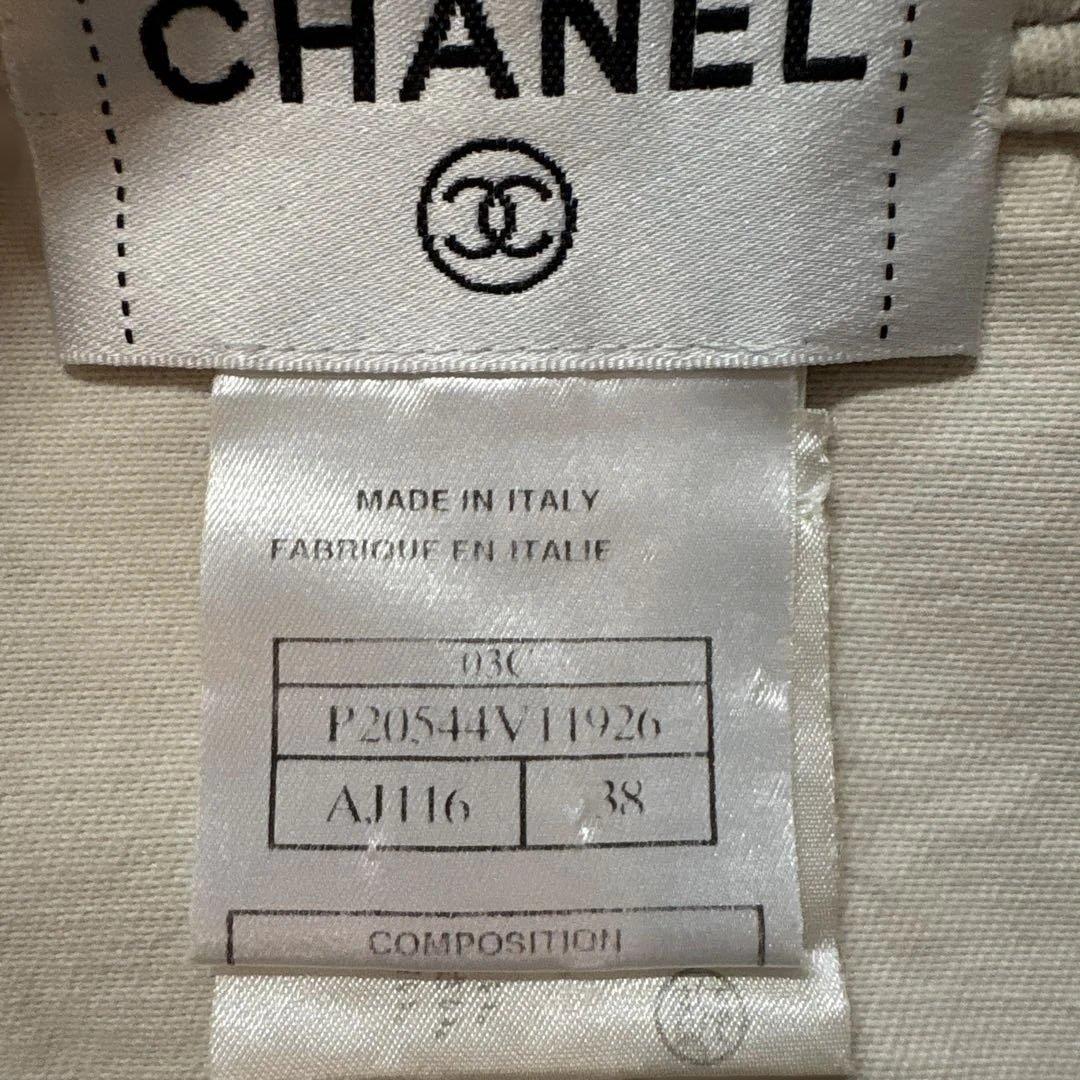 CHANEL
MADE IN ITALY
FABRIQUE EN ITALIE
03C
P20544V11926
AJ116 38
COMPOSITION